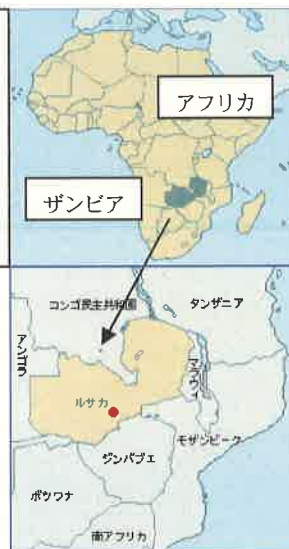 アフリカ
ザンビア
コンゴ民主共和国
タンザニア
アンゴラ
マラウイ
ルサカ
モザンビーク
ジンバブエ
ボツワナ
南アフリカ